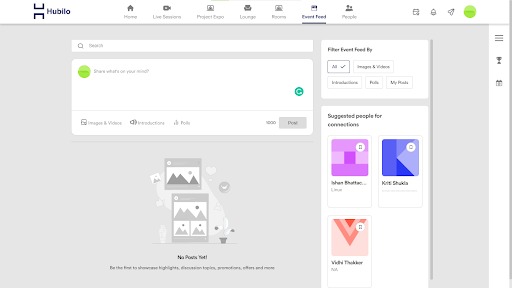 Hubilo
Home
Live Sessions
Project Expo
Lounge
Rooms
Event Feed
People
Search
Share what's on your mind?
Images & Videos
Introductions
Polls
1000
Post
No Posts Yet!
Be the first to showcase highlights, discussion topics, promotions, offers and more
Filter Event Feed By
All
Images & Videos
Introductions
Polls
My Posts
Suggested people for
connections
Ishan Bhattac...
Linux
Kriti Shukla
Vidhi Thakker
NA